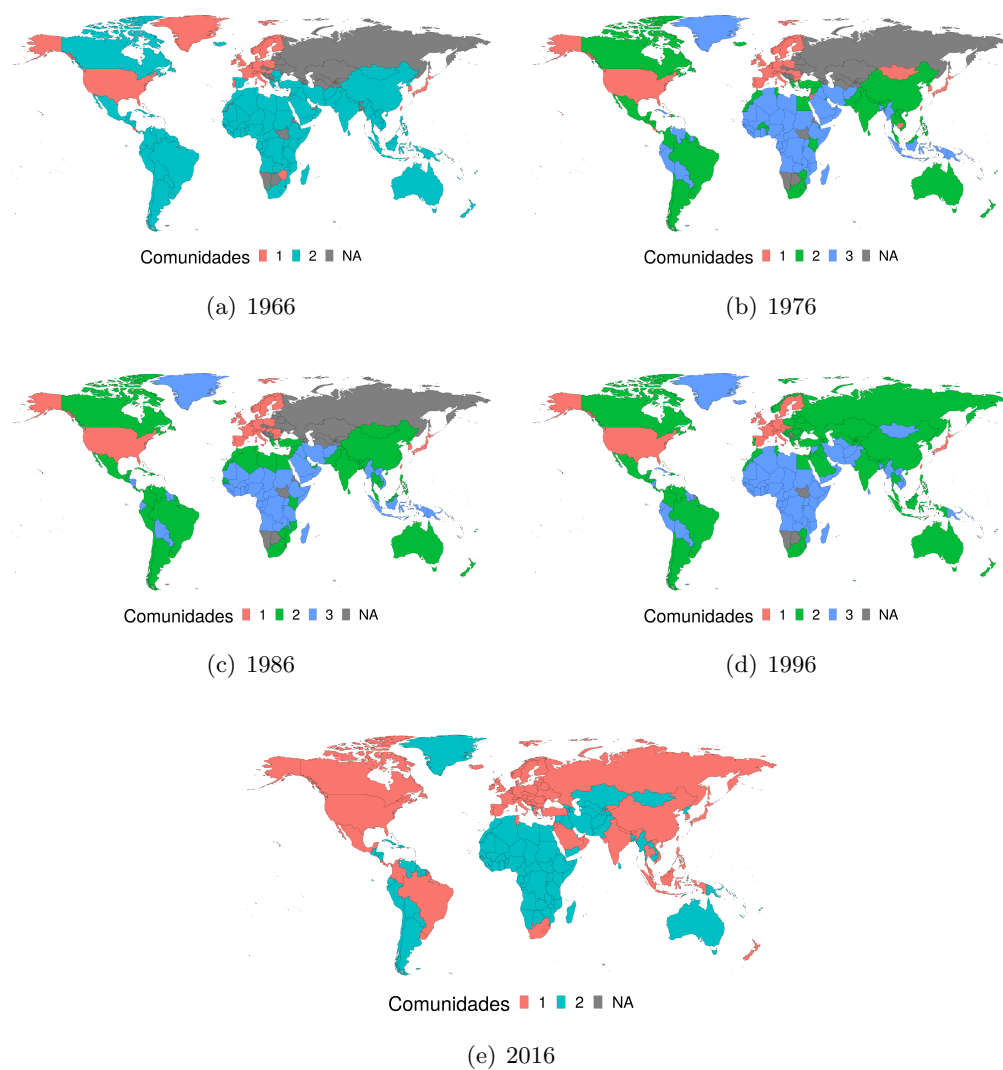 Comunidades 1 2 NA
Comunidades 1 2 3 NA
(a) 1966
(b) 1976
Comunidades 1 2 3 NA
Comunidades 1 2 3 NA
(c) 1986
(d) 1996
Comunidades 1 2 NA
(e) 2016